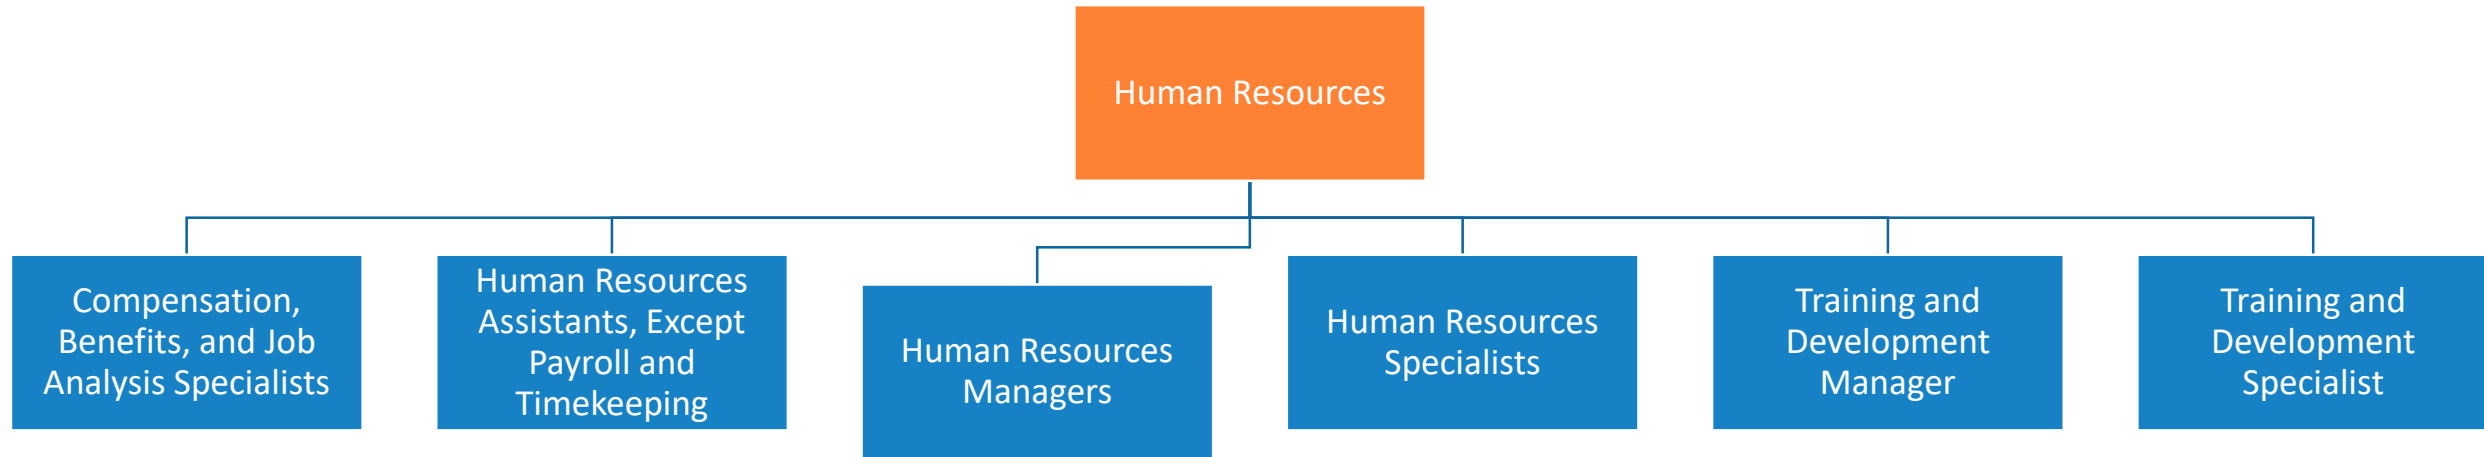 Human Resources
Compensation,
Benefits, and Job
Analysis Specialists
Human Resources
Assistants, Except
Payroll and
Timekeeping
Human Resources
Managers
Human Resources
Specialists
Training and
Development
Manager
Training and
Development
Specialist